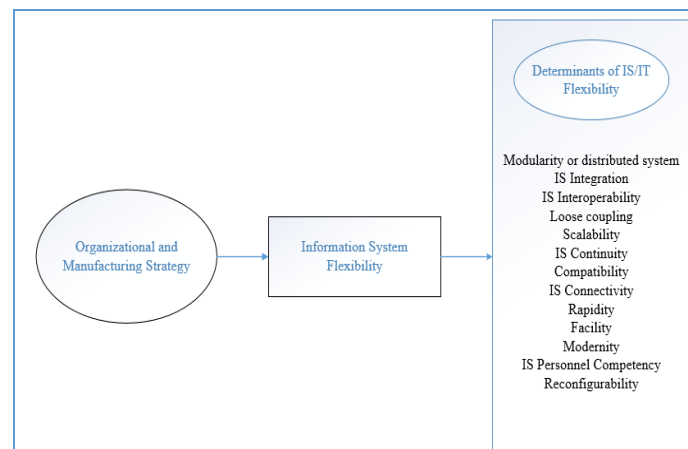 Organizational and
Manufacturing Strategy
Information System
Flexibility
Determinants of IS/IT
Flexibility
Modularity or distributed system
IS Integration
IS Interoperability
Loose coupling
Scalability
IS Continuity
Compatibility
IS Connectivity
Rapidity
Facility
Modernity
IS Personnel Competency
Reconfigurability